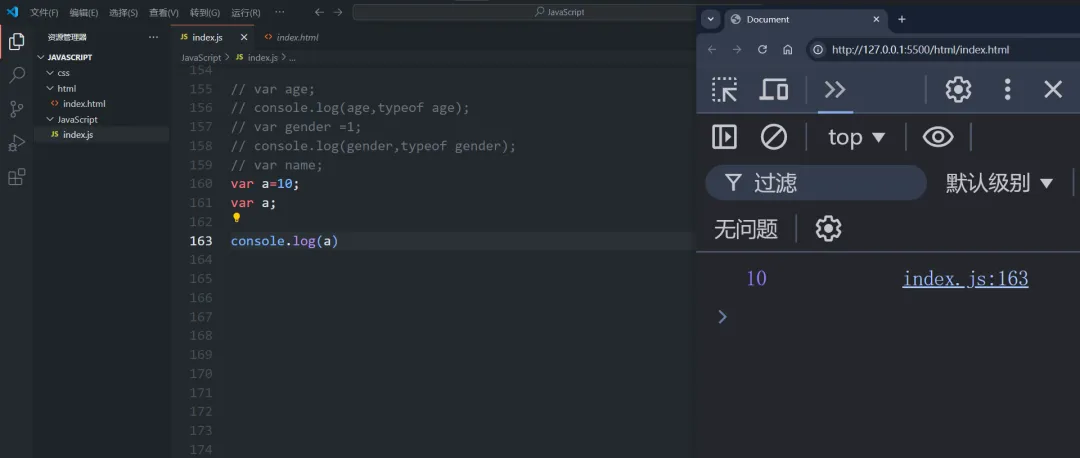 文件(F) 编辑(E) 选择(S) 查看(V) 转到(G) 运行(R) ··· ← → JavaScript
资源管理器 ···
JAVASCRIPT
css
html
index.html
JavaScript
JS index.js
JS index.js × <> index.html
JavaScript > JS index.js > ...
154
155 // var age;
156 // console.log(age,typeof age);
157 // var gender =1;
158 // console.log(gender,typeof gender);
159 // var name;
160 var a=10;
161 var a;
162
163 console.log(a)
164
165
166
167
168
169
170
171
172
173
174
Document × +
http://127.0.0.1:5500/html/index.html
top
过滤 默认级别
无问题
10 index.js:163